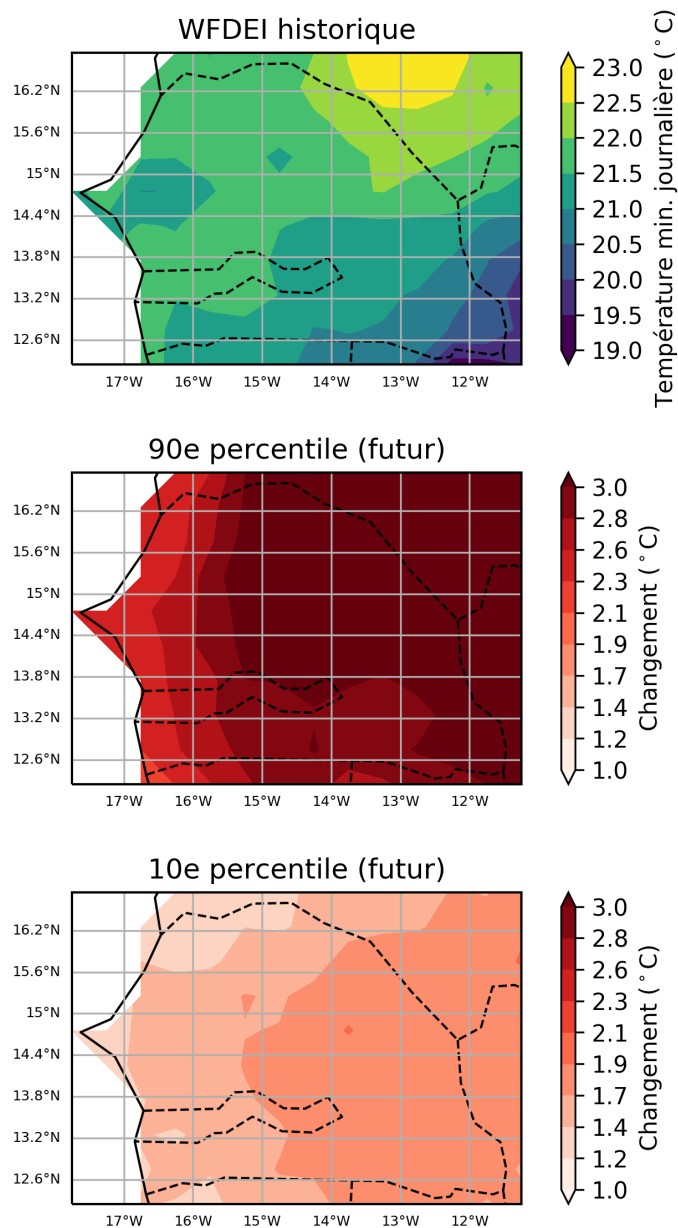 WFDEI historique
16.2°N
15.6°N
15°N
14.4°N
13.8°N
13.2°N
12.6°N
17°W 16°W 15°W 14°W 13°W 12°W
23.0
22.5
22.0
21.5
21.0
20.5
20.0
19.5
19.0
Température min. journalière (°C)
90e percentile (futur)
16.2°N
15.6°N
15°N
14.4°N
13.8°N
13.2°N
12.6°N
17°W 16°W 15°W 14°W 13°W 12°W
3.0
2.8
2.6
2.3
2.1
1.9
1.7
1.4
1.2
1.0
Changement (°C)
10e percentile (futur)
16.2°N
15.6°N
15°N
14.4°N
13.8°N
13.2°N
12.6°N
17°W 16°W 15°W 14°W 13°W 12°W
3.0
2.8
2.6
2.3
2.1
1.9
1.7
1.4
1.2
1.0
Changement (°C)